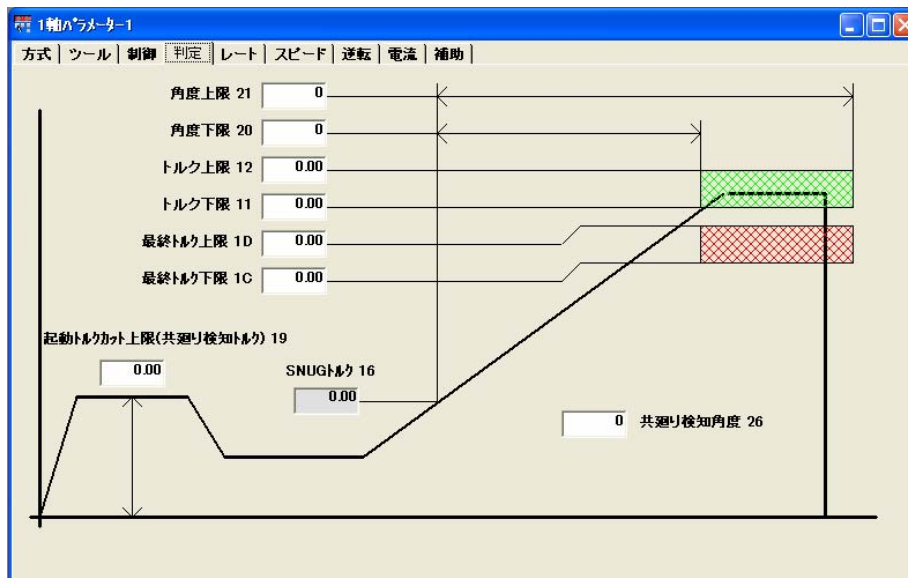 1軸ﾊﾟﾗﾒｰﾀｰ1
方式 ツール 制御 判定 レート スピード 逆転 電流 補助
角度上限 21 0
角度下限 20 0
トルク上限 12 0.00
トルク下限 11 0.00
最終ﾄﾙｸ上限 1D 0.00
最終ﾄﾙｸ下限 1C 0.00
起動ﾄﾙｸｶｯﾄ上限(共廻り検知ﾄﾙｸ) 19
0.00
SNUGﾄﾙｸ 16
0.00
0 共廻り検知角度 26